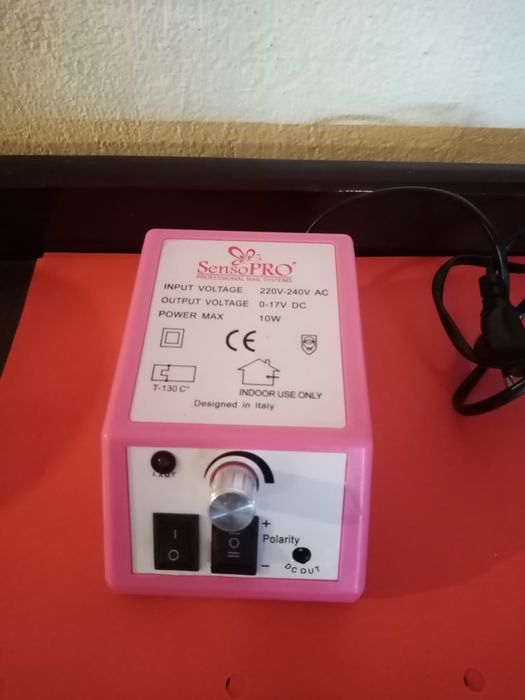 SensoPRO®
PROFESSIONAL NAIL SYSTEMS
INPUT VOLTAGE 220V-240V AC
OUTPUT VOLTAGE 0-17V DC
POWER MAX 10W
CE
T-130 C°
INDOOR USE ONLY
Designed in Italy
LAMP
+
Polarity
−
DC OUT